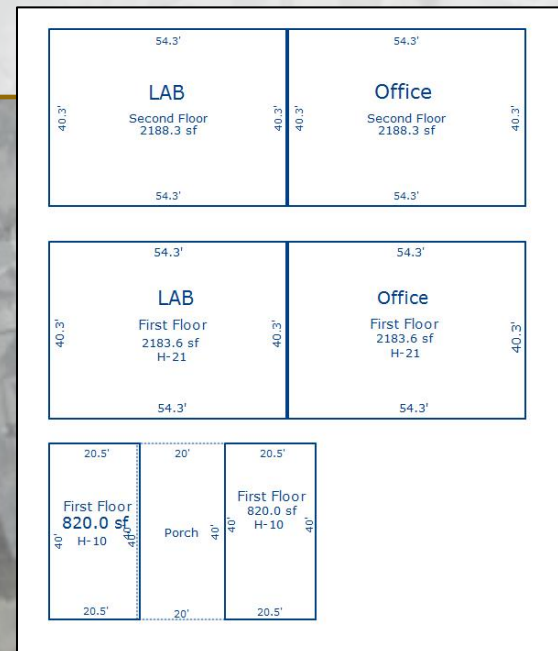 54.3' 54.3'
LAB Office
40.3' Second Floor 40.3' 40.3' Second Floor 40.3'
2188.3 sf 2188.3 sf
54.3' 54.3'
54.3' 54.3'
LAB Office
40.3' First Floor 40.3' First Floor 40.3'
2183.6 sf 2183.6 sf
H-21 H-21
54.3' 54.3'
20.5' 20' 20.5'
First Floor First Floor
820.0 sf 820.0 sf
40' H-10 40' 40' Porch 40' 40' H-10 40'
20.5' 20' 20.5'